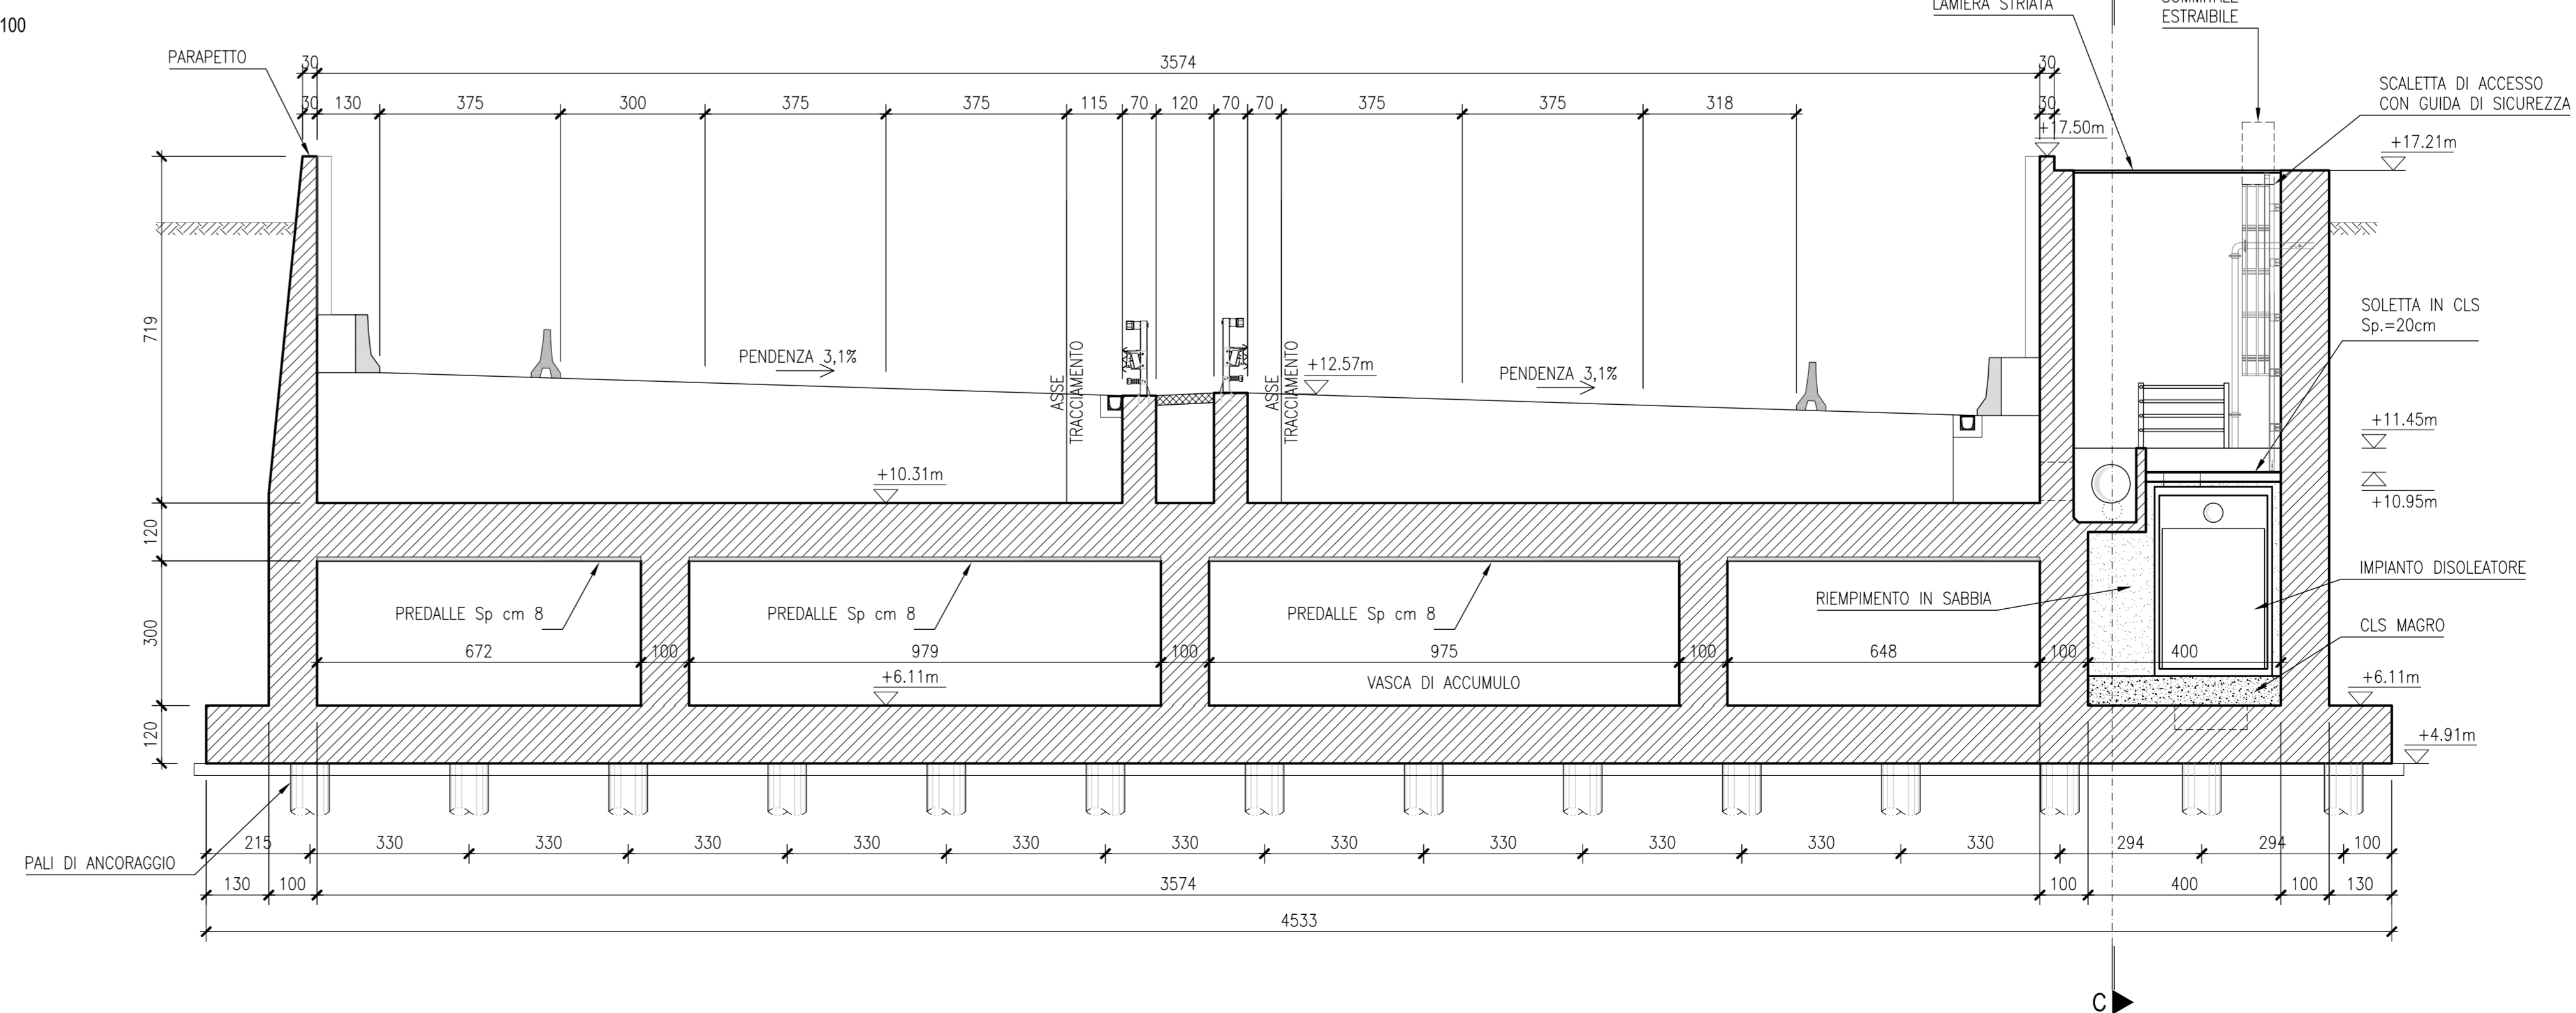 100
LAMIERA STRIATA
ESTRAIBILE
PARAPETTO
30
3574
30
SCALETTA DI ACCESSO
CON GUIDA DI SICUREZZA
30
130
375
300
375
375
115
70
120
70
70
375
375
318
30
+17.50m
+17.21m
719
SOLETTA IN CLS
Sp.=20cm
PENDENZA 3,1%
ASSE
TRACCIAMENTO
ASSE
TRACCIAMENTO
+12.57m
PENDENZA 3,1%
+11.45m
+10.31m
+10.95m
120
IMPIANTO DISOLEATORE
RIEMPIMENTO IN SABBIA
PREDALLE Sp cm 8
PREDALLE Sp cm 8
PREDALLE Sp cm 8
CLS MAGRO
300
672
100
979
100
975
100
648
100
400
+6.11m
VASCA DI ACCUMULO
+6.11m
120
+4.91m
215
330
330
330
330
330
330
330
330
330
330
330
294
294
100
PALI DI ANCORAGGIO
130
100
3574
100
400
100
130
4533
C